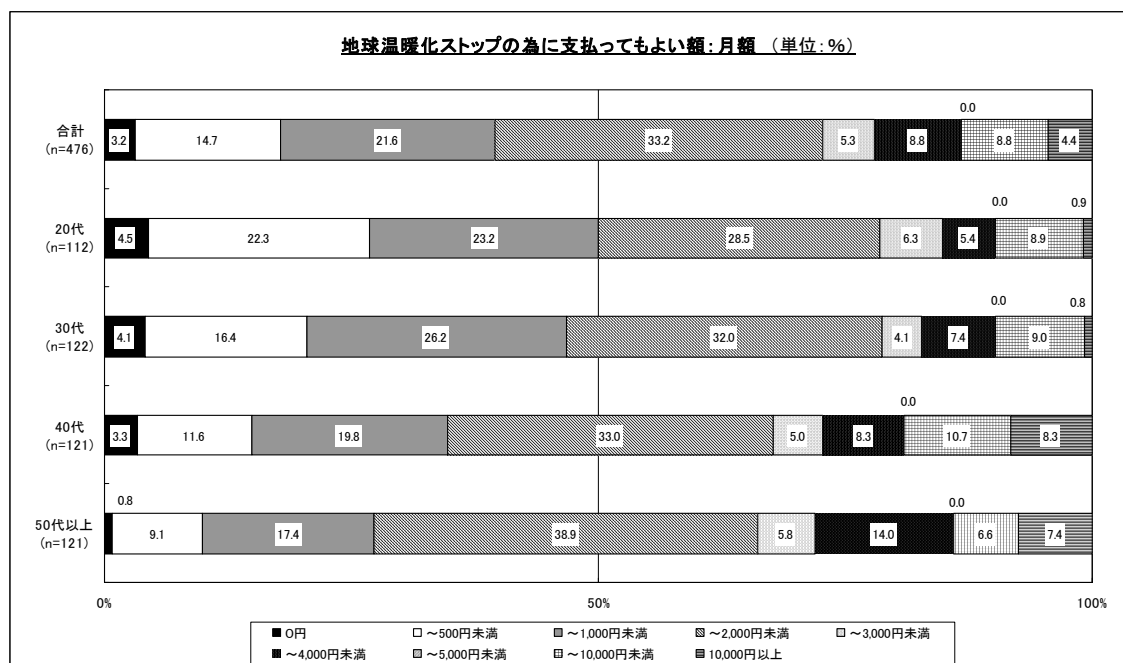 地球温暖化ストップの為に支払ってもよい額：月額 （単位：％）
0.0
合計
(n=476)
3.2 14.7 21.6 33.2 5.3 8.8 8.8 4.4
0.0 0.9
20代
(n=112)
4.5 22.3 23.2 28.5 6.3 5.4 8.9
0.0 0.8
30代
(n=122)
4.1 16.4 26.2 32.0 4.1 7.4 9.0
0.0
40代
(n=121)
3.3 11.6 19.8 33.0 5.0 8.3 10.7 8.3
0.8 0.0
50代以上
(n=121)
9.1 17.4 38.9 5.8 14.0 6.6 7.4
0% 50% 100%
0円 ～500円未満 ～1,000円未満 ～2,000円未満 ～3,000円未満
～4,000円未満 ～5,000円未満 ～10,000円未満 10,000円以上